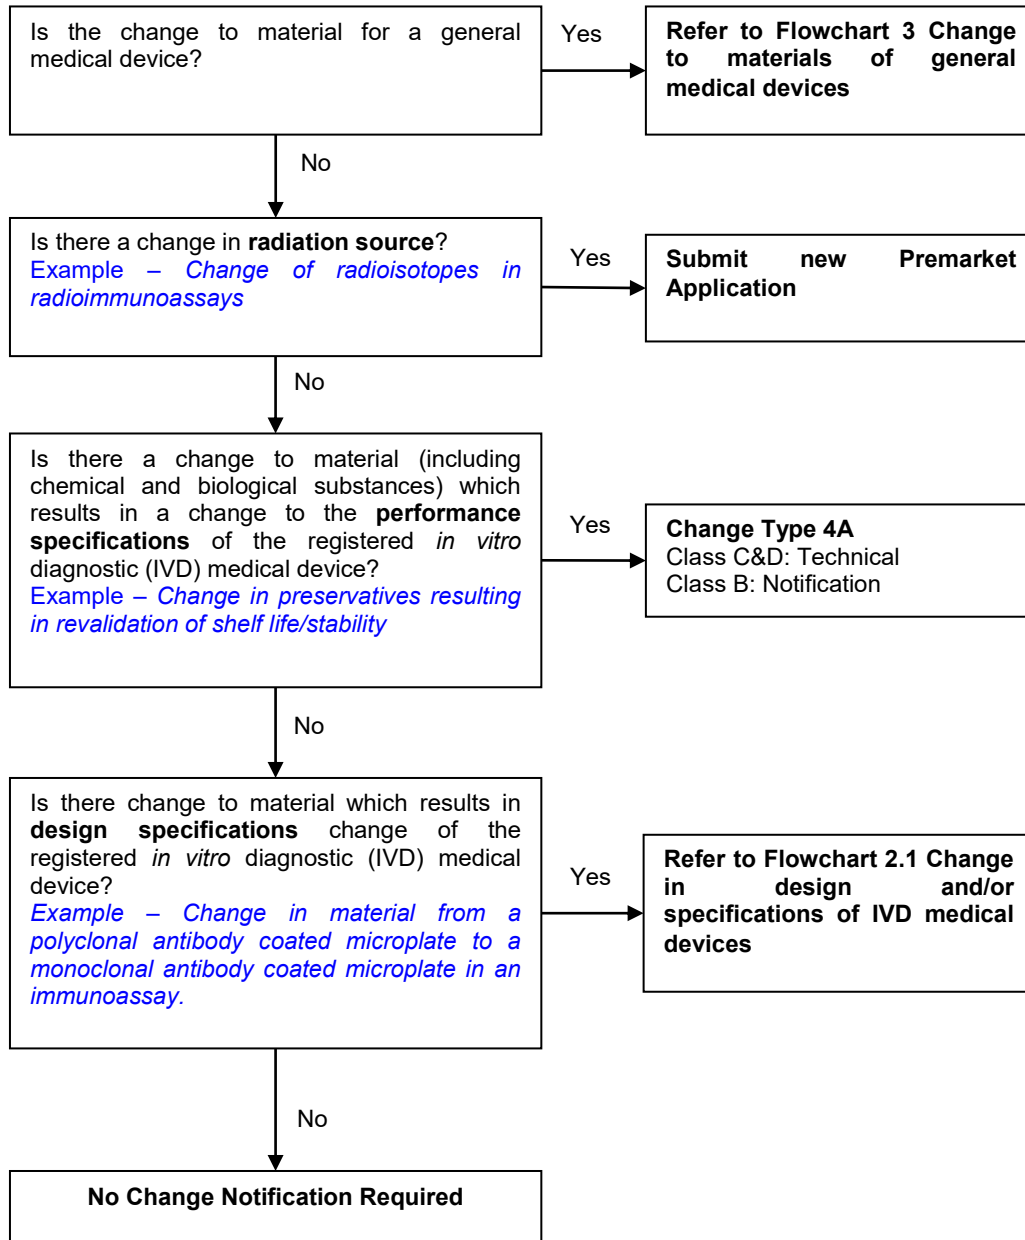 Is the change to material for a general
medical device?
Yes
Refer to Flowchart 3 Change
to materials of general
medical devices
No
Is there a change in radiation source?
Example – Change of radioisotopes in
radioimmunoassays
Yes
Submit new Premarket
Application
No
Is there a change to material (including
chemical and biological substances) which
results in a change to the performance
specifications of the registered in vitro
diagnostic (IVD) medical device?
Example – Change in preservatives resulting
in revalidation of shelf life/stability
Yes
Change Type 4A
Class C&D: Technical
Class B: Notification
No
Is there change to material which results in
design specifications change of the
registered in vitro diagnostic (IVD) medical
device?
Example – Change in material from a
polyclonal antibody coated microplate to a
monoclonal antibody coated microplate in an
immunoassay.
Yes
Refer to Flowchart 2.1 Change
in design and/or
specifications of IVD medical
devices
No
No Change Notification Required